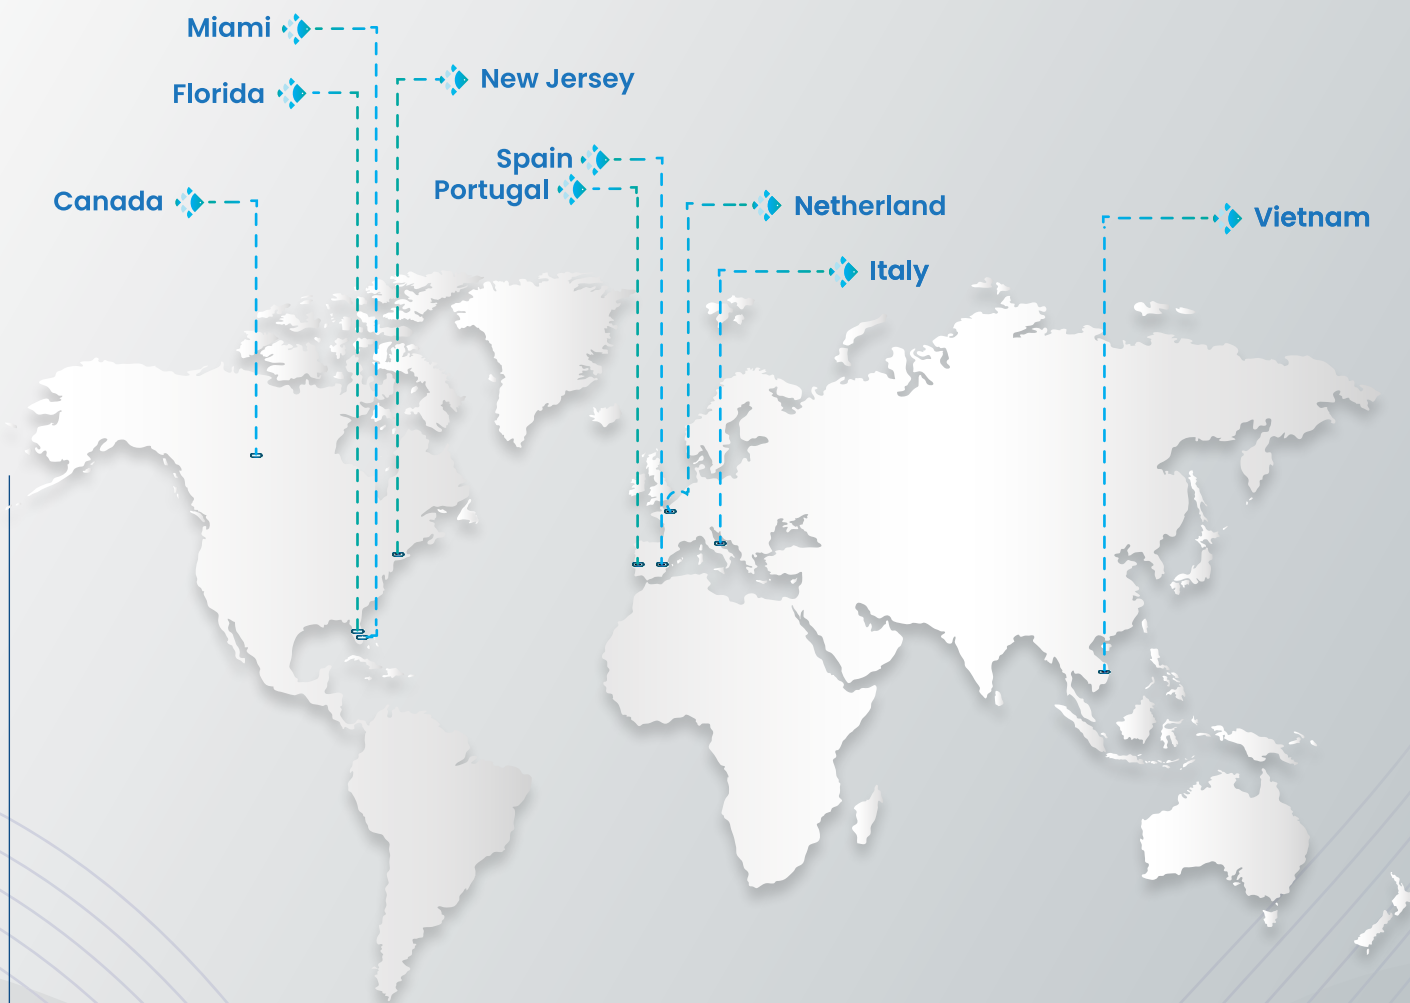 Miami
New Jersey
Florida
Spain
Portugal
Canada
Netherland
Vietnam
Italy